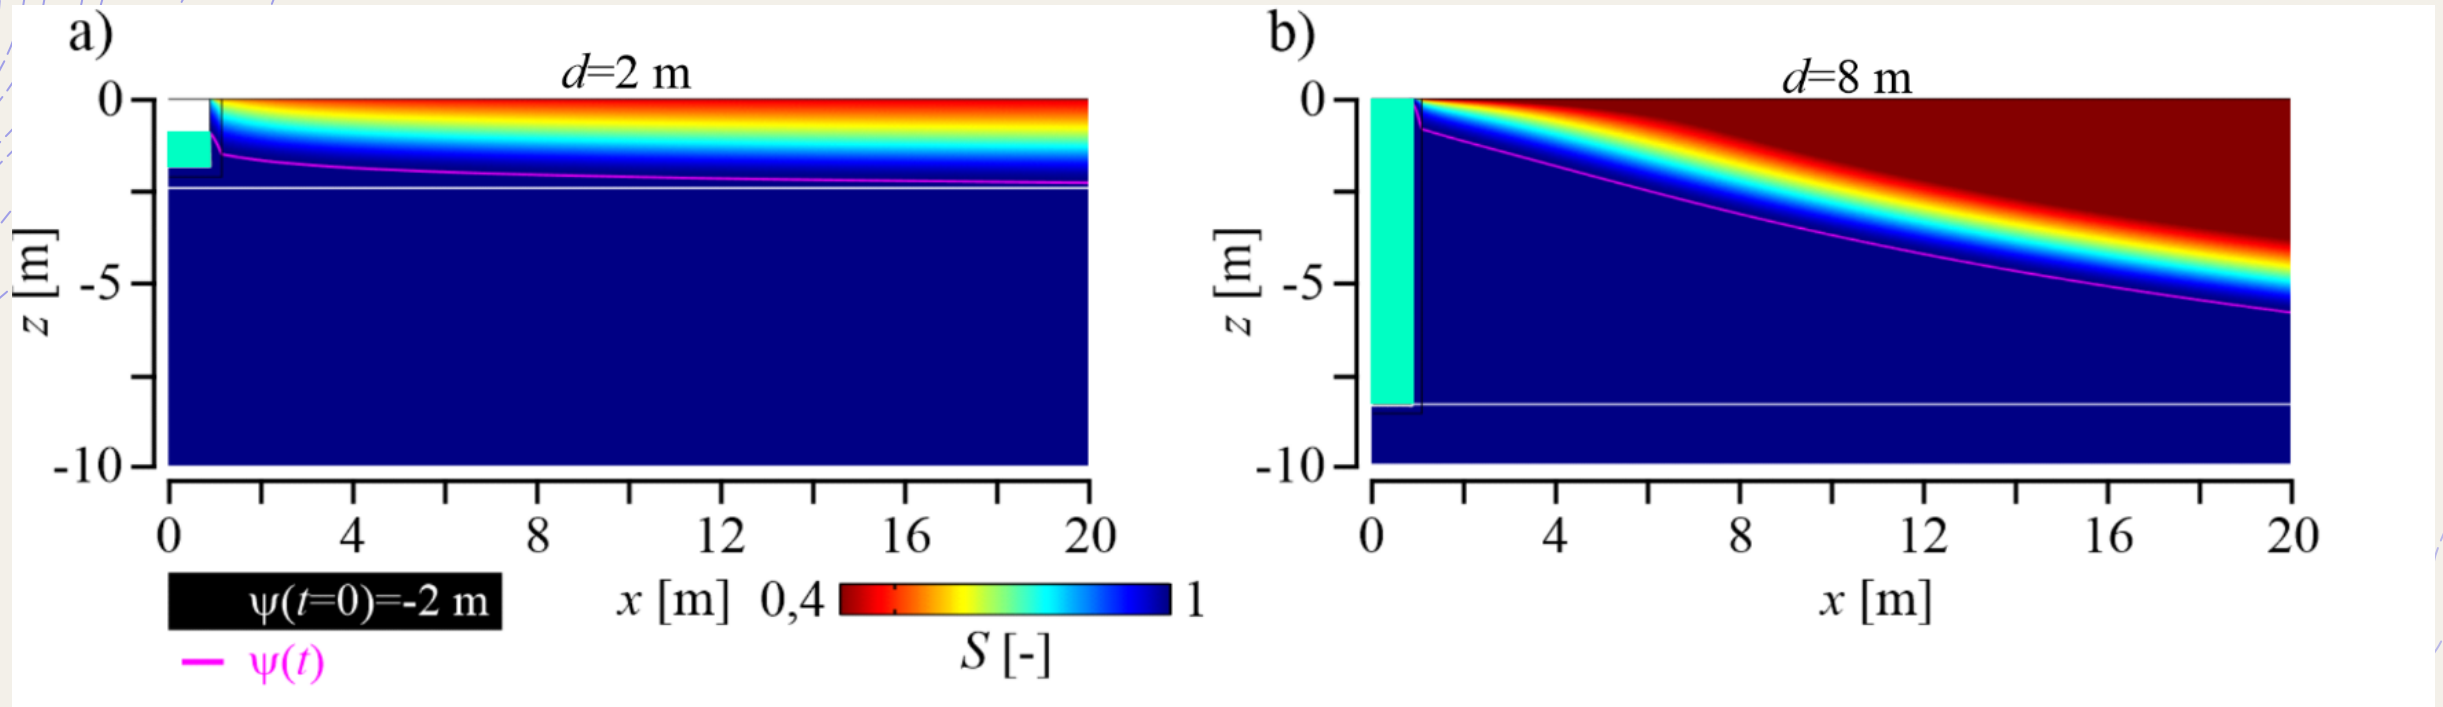 a)
d=2 m
0
-5
-10
z [m]
0 4 8 12 16 20
x [m]
ψ(t=0)=-2 m
ψ(t)
0,4 1
S [-]
b)
d=8 m
0
-5
-10
z [m]
0 4 8 12 16 20
x [m]